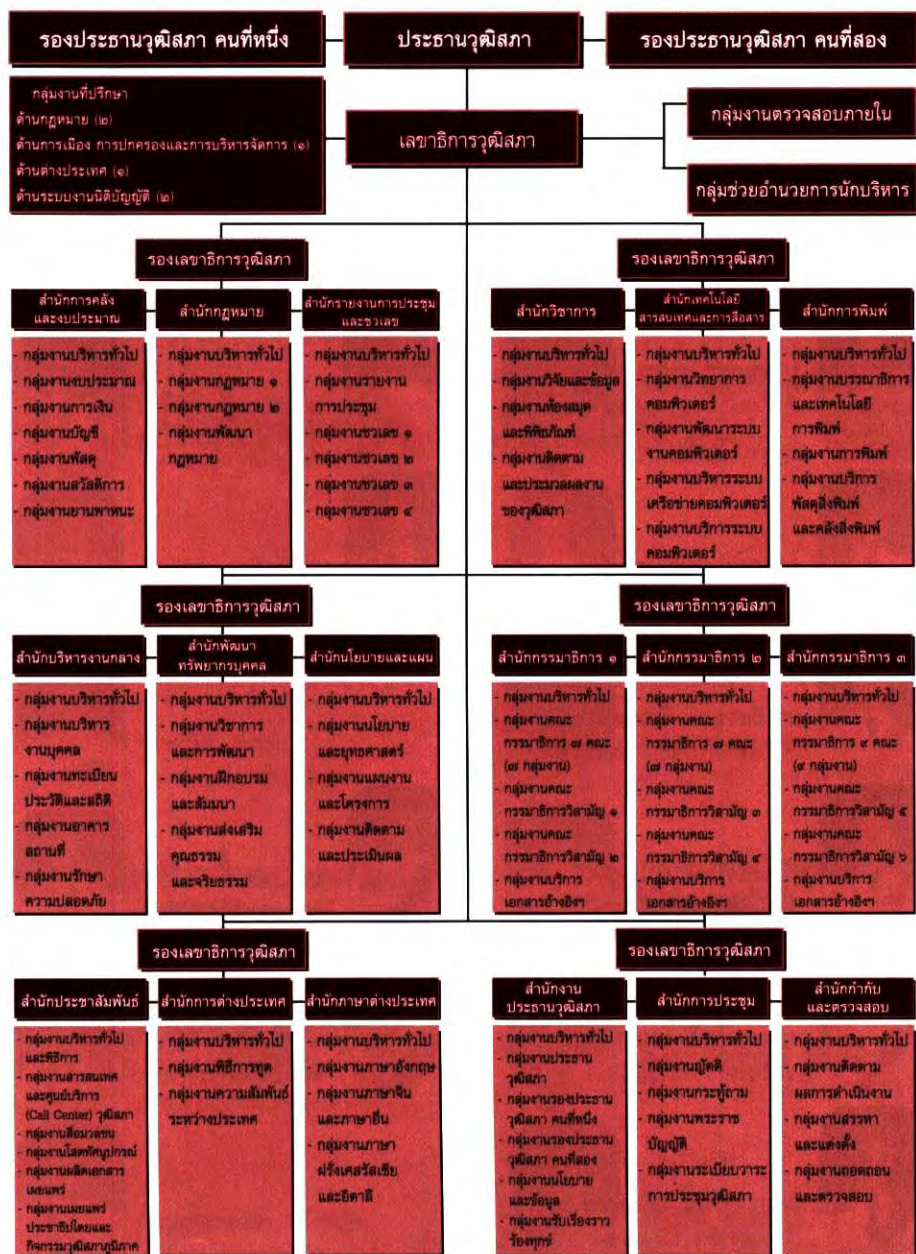 รองประธานวุฒิสภา คนที่หนึ่ง
ประธานวุฒิสภา
รองประธานวุฒิสภา คนที่สอง
กลุ่มงานที่ปรึกษา
ด้านกฎหมาย (๒)
ด้านการเมือง การปกครองและการบริหารจัดการ (๑)
ด้านต่างประเทศ (๑)
ด้านระบบงานนิติบัญญัติ (๒)
เลขาธิการวุฒิสภา
กลุ่มงานตรวจสอบภายใน
กลุ่มช่วยอำนวยการนักบริหาร
รองเลขาธิการวุฒิสภา
สำนักการคลัง
และงบประมาณ
- กลุ่มงานบริหารทั่วไป
- กลุ่มงานงบประมาณ
- กลุ่มงานการเงิน
- กลุ่มงานบัญชี
- กลุ่มงานพัสดุ
- กลุ่มงานสวัสดิการ
- กลุ่มงานยานพาหนะ
สำนักกฎหมาย
- กลุ่มงานบริหารทั่วไป
- กลุ่มงานกฎหมาย ๑
- กลุ่มงานกฎหมาย ๒
- กลุ่มงานพัฒนา
กฎหมาย
สำนักรายงานการประชุม
และชวเลข
- กลุ่มงานบริหารทั่วไป
- กลุ่มงานรายงาน
การประชุม
- กลุ่มงานชวเลข ๑
- กลุ่มงานชวเลข ๒
- กลุ่มงานชวเลข ๓
- กลุ่มงานชวเลข ๔
รองเลขาธิการวุฒิสภา
สำนักวิชาการ
- กลุ่มงานบริหารทั่วไป
- กลุ่มงานวิจัยและข้อมูล
- กลุ่มงานห้องสมุด
และพิพิธภัณฑ์
- กลุ่มงานติดตาม
และประมวลผลงาน
ของวุฒิสภา
สำนักเทคโนโลยี
สารสนเทศและการสื่อสาร
- กลุ่มงานบริหารทั่วไป
- กลุ่มงานวิทยาการ
คอมพิวเตอร์
- กลุ่มงานพัฒนาระบบ
งานคอมพิวเตอร์
- กลุ่มงานบริหารระบบ
เครือข่ายคอมพิวเตอร์
- กลุ่มงานบริการระบบ
คอมพิวเตอร์
สำนักการพิมพ์
- กลุ่มงานบริหารทั่วไป
- กลุ่มงานบรรณาธิการ
และเทคโนโลยี
การพิมพ์
- กลุ่มงานการพิมพ์
- กลุ่มงานบริการ
พัสดุสิ่งพิมพ์
และคลังสิ่งพิมพ์
รองเลขาธิการวุฒิสภา
สำนักบริหารงานกลาง
- กลุ่มงานบริหารทั่วไป
- กลุ่มงานบริหาร
งานบุคคล
- กลุ่มงานทะเบียน
ประวัติและสถิติ
- กลุ่มงานอาคาร
สถานที่
- กลุ่มงานรักษา
ความปลอดภัย
สำนักพัฒนา
ทรัพยากรบุคคล
- กลุ่มงานบริหารทั่วไป
- กลุ่มงานวิชาการ
และการพัฒนา
- กลุ่มงานฝึกอบรม
และสัมมนา
- กลุ่มงานส่งเสริม
คุณธรรม
และจริยธรรม
สำนักนโยบายและแผน
- กลุ่มงานบริหารทั่วไป
- กลุ่มงานนโยบาย
และยุทธศาสตร์
- กลุ่มงานแผนงาน
และโครงการ
- กลุ่มงานติดตาม
และประเมินผล
รองเลขาธิการวุฒิสภา
สำนักกรรมาธิการ ๑
- กลุ่มงานบริหารทั่วไป
- กลุ่มงานคณะ
กรรมาธิการ ๗ คณะ
(๗ กลุ่มงาน)
- กลุ่มงานคณะ
กรรมาธิการวิสามัญ ๑
- กลุ่มงานคณะ
กรรมาธิการวิสามัญ ๒
- กลุ่มงานบริการ
เอกสารอ้างอิงฯ
สำนักกรรมาธิการ ๒
- กลุ่มงานบริหารทั่วไป
- กลุ่มงานคณะ
กรรมาธิการ ๗ คณะ
(๗ กลุ่มงาน)
- กลุ่มงานคณะ
กรรมาธิการวิสามัญ ๓
- กลุ่มงานคณะ
กรรมาธิการวิสามัญ ๔
- กลุ่มงานบริการ
เอกสารอ้างอิงฯ
สำนักกรรมาธิการ ๓
- กลุ่มงานบริหารทั่วไป
- กลุ่มงานคณะ
กรรมาธิการ ๙ คณะ
(๙ กลุ่มงาน)
- กลุ่มงานคณะ
กรรมาธิการวิสามัญ ๕
- กลุ่มงานคณะ
กรรมาธิการวิสามัญ ๖
- กลุ่มงานบริการ
เอกสารอ้างอิงฯ
รองเลขาธิการวุฒิสภา
สำนักประชาสัมพันธ์
- กลุ่มงานบริหารทั่วไป
และพิธีการ
- กลุ่มงานสารสนเทศ
และศูนย์บริการ
(Call Center) วุฒิสภา
- กลุ่มงานสื่อมวลชน
- กลุ่มงานโสตทัศนูปกรณ์
- กลุ่มงานผลิตเอกสาร
เผยแพร่
- กลุ่มงานเผยแพร่
ประชาธิปไตยและ
กิจกรรมวุฒิสภาภูมิภาค
สำนักการต่างประเทศ
- กลุ่มงานบริหารทั่วไป
- กลุ่มงานพิธีการทูต
- กลุ่มงานความสัมพันธ์
ระหว่างประเทศ
สำนักภาษาต่างประเทศ
- กลุ่มงานบริหารทั่วไป
- กลุ่มงานภาษาอังกฤษ
- กลุ่มงานภาษาจีน
และภาษาอื่น
- กลุ่มงานภาษา
ฝรั่งเศสรัสเซีย
และอิตาลี
รองเลขาธิการวุฒิสภา
สำนักงาน
ประธานวุฒิสภา
- กลุ่มงานบริหารทั่วไป
- กลุ่มงานประธาน
วุฒิสภา
- กลุ่มงานรองประธาน
วุฒิสภา คนที่หนึ่ง
- กลุ่มงานรองประธาน
วุฒิสภา คนที่สอง
- กลุ่มงานนโยบาย
และข้อมูล
- กลุ่มงานรับเรื่องราว
ร้องทุกข์
สำนักการประชุม
- กลุ่มงานบริหารทั่วไป
- กลุ่มงานญัตติ
- กลุ่มงานกระทู้ถาม
- กลุ่มงานพระราช
บัญญัติ
- กลุ่มงานระเบียบวาระ
การประชุมวุฒิสภา
สำนักกำกับ
และตรวจสอบ
- กลุ่มงานบริหารทั่วไป
- กลุ่มงานติดตาม
ผลการดำเนินงาน
- กลุ่มงานสรรหา
และแต่งตั้ง
- กลุ่มงานถอดถอน
และตรวจสอบ